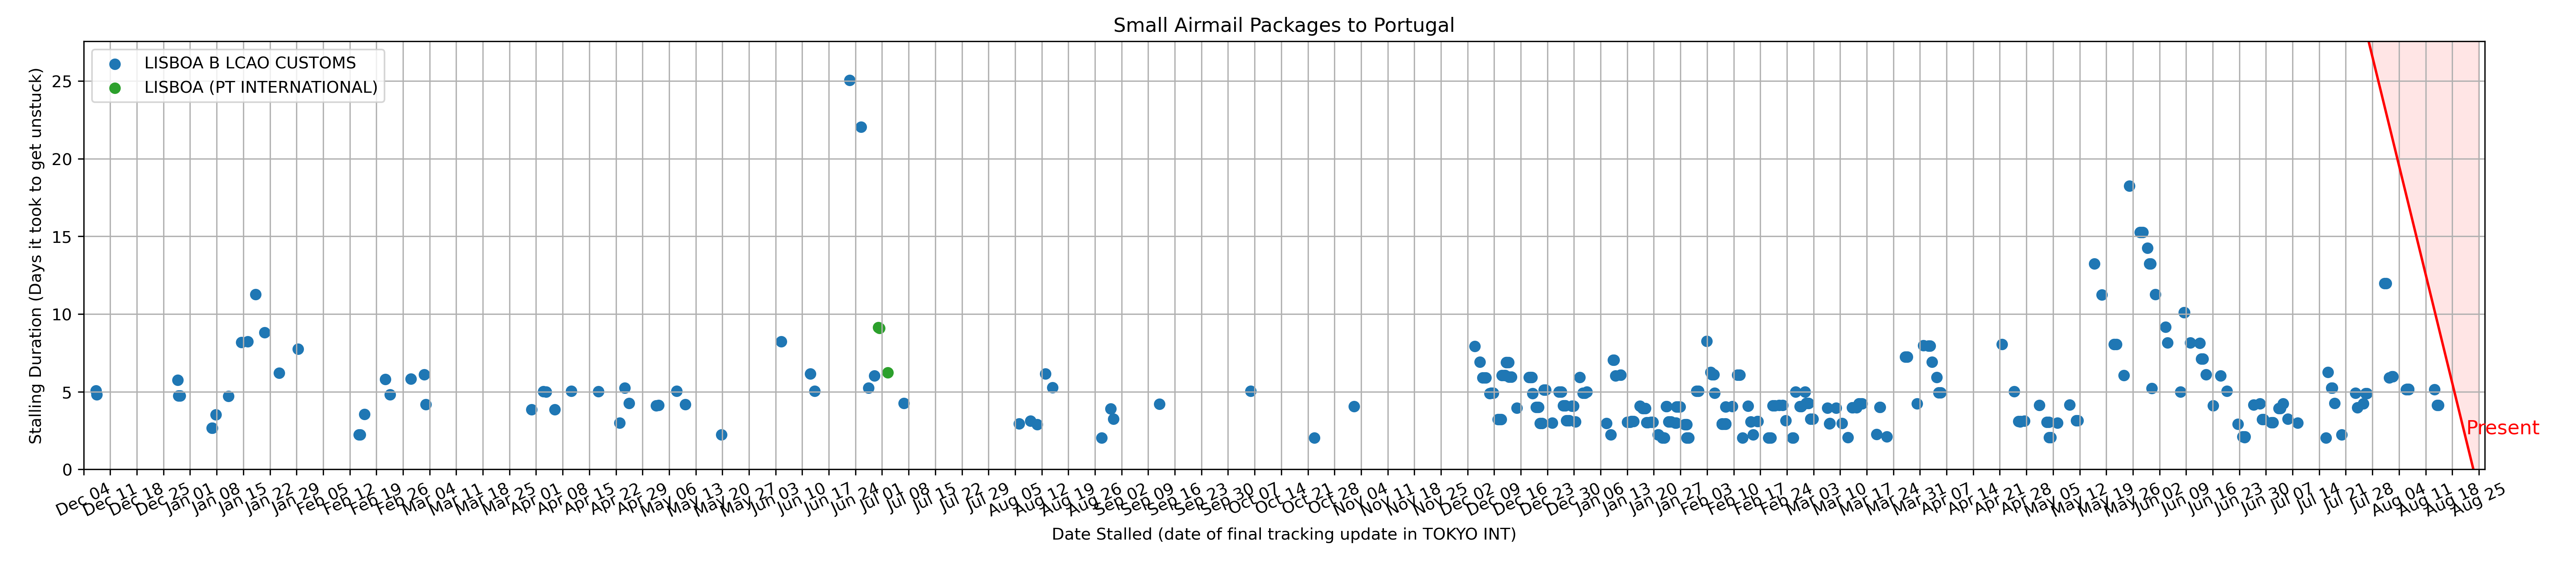 Small Airmail Packages to Portugal
LISBOA B LCAO CUSTOMS
LISBOA (PT INTERNATIONAL)
Stalling Duration (Days it took to get unstuck)
25
20
15
10
5
0
Present
Dec 04
Dec 11
Dec 18
Dec 25
Jan 01
Jan 08
Jan 15
Jan 22
Jan 29
Feb 05
Feb 12
Feb 19
Feb 26
Mar 04
Mar 11
Mar 18
Mar 25
Apr 01
Apr 08
Apr 15
Apr 22
Apr 29
May 06
May 13
May 20
May 27
Jun 03
Jun 10
Jun 17
Jun 24
Jul 01
Jul 08
Jul 15
Jul 22
Jul 29
Aug 05
Aug 12
Aug 19
Aug 26
Sep 02
Sep 09
Sep 16
Sep 23
Sep 30
Oct 07
Oct 14
Oct 21
Oct 28
Nov 04
Nov 11
Nov 18
Nov 25
Dec 02
Dec 09
Dec 16
Dec 23
Dec 30
Jan 06
Jan 13
Jan 20
Jan 27
Feb 03
Feb 10
Feb 17
Feb 24
Mar 03
Mar 10
Mar 17
Mar 24
Mar 31
Apr 07
Apr 14
Apr 21
Apr 28
May 05
May 12
May 19
May 26
Jun 02
Jun 09
Jun 16
Jun 23
Jun 30
Jul 07
Jul 14
Jul 21
Jul 28
Aug 04
Aug 11
Aug 18
Aug 25
Date Stalled (date of final tracking update in TOKYO INT)